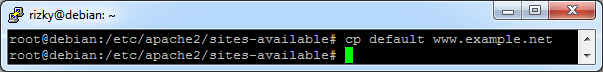 rizky@debian: ~
root@debian:/etc/apache2/sites-available# cp default www.example.net
root@debian:/etc/apache2/sites-available#